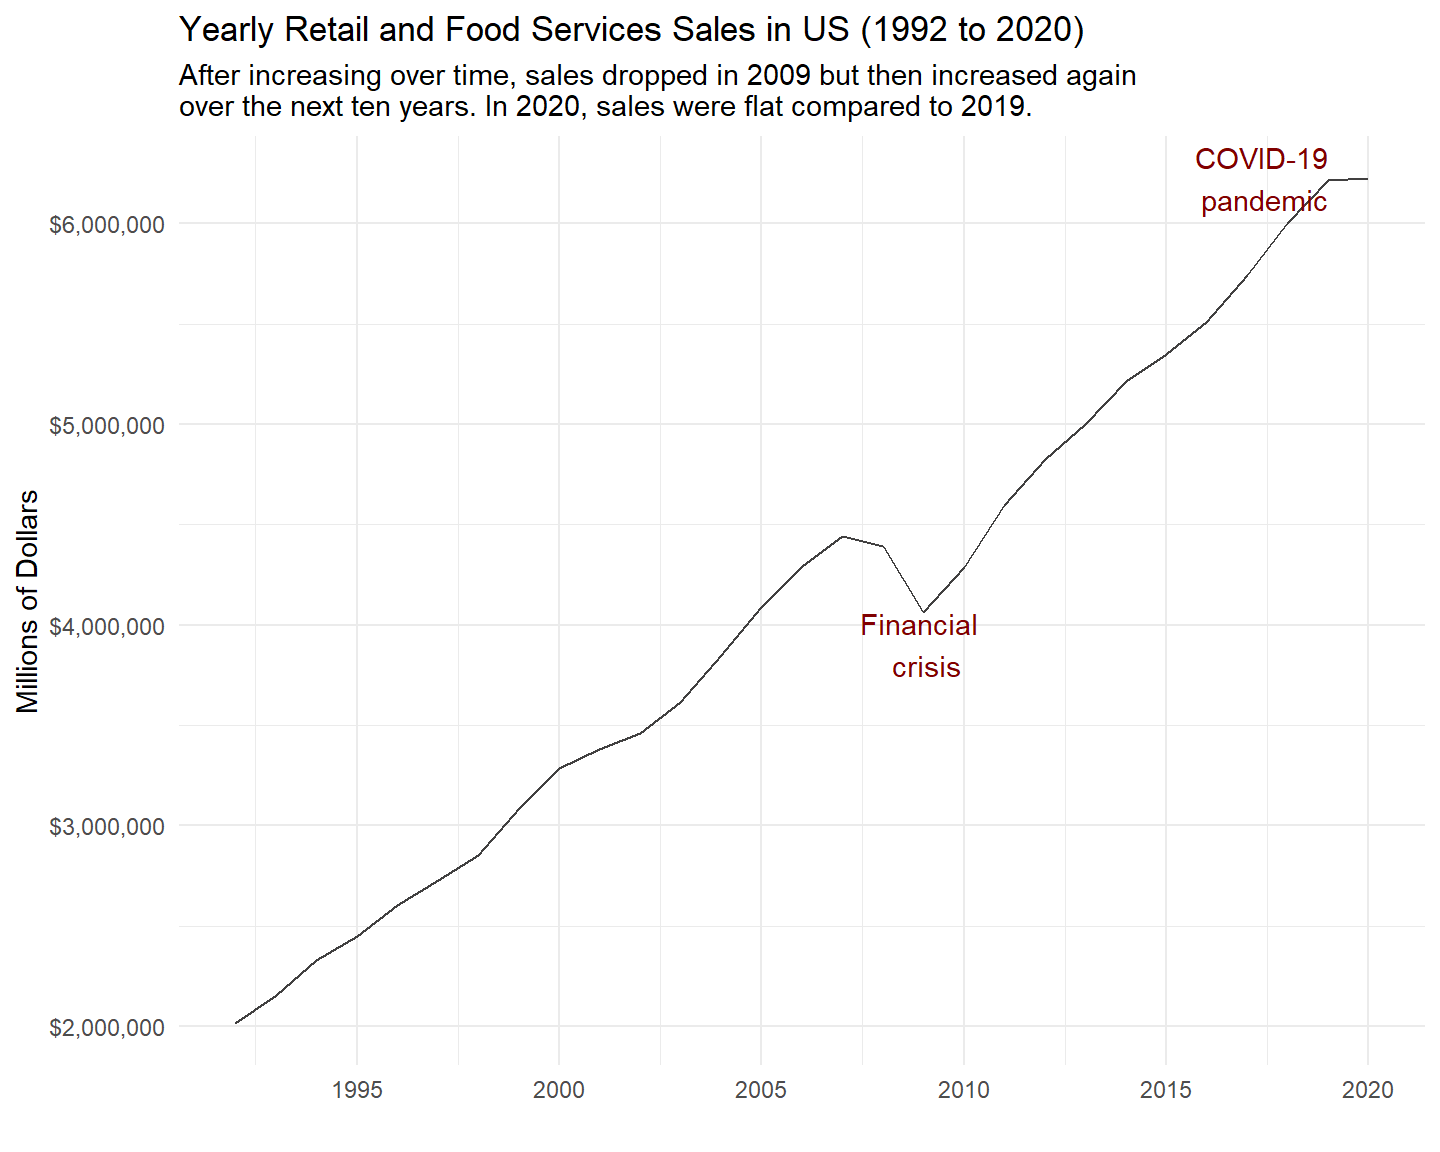 Yearly Retail and Food Services Sales in US (1992 to 2020)
After increasing over time, sales dropped in 2009 but then increased again
over the next ten years. In 2020, sales were flat compared to 2019.
COVID-19
pandemic
$6,000,000
$5,000,000
Millions of Dollars
$4,000,000
Financial
crisis
$3,000,000
$2,000,000
1995
2000
2005
2010
2015
2020